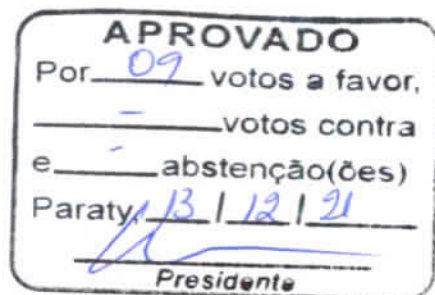 APROVADO
Por 09 votos a favor,
- votos contra
e - abstenção(ões)
Paraty, 13 / 12 / 21
Presidente